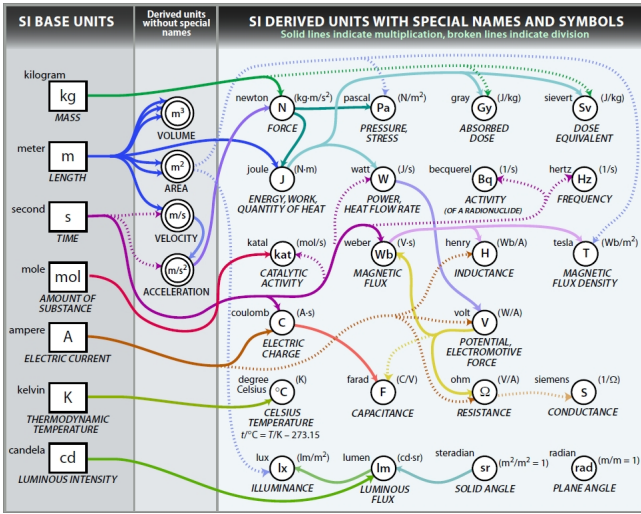 SI BASE UNITS
Derived units
without special
names
SI DERIVED UNITS WITH SPECIAL NAMES AND SYMBOLS
Solid lines indicate multiplication, broken lines indicate division
kilogram
kg
MASS
meter
m
LENGTH
second
s
TIME
mole
mol
AMOUNT OF
SUBSTANCE
ampere
A
ELECTRIC CURRENT
kelvin
K
THERMODYNAMIC
TEMPERATURE
candela
cd
LUMINOUS INTENSITY
m³
VOLUME
m²
AREA
m/s
VELOCITY
m/s²
ACCELERATION
newton
N
(kg·m/s²)
FORCE
pascal
Pa
(N/m²)
PRESSURE,
STRESS
gray
Gy
(J/kg)
ABSORBED
DOSE
sievert
Sv
(J/kg)
DOSE
EQUIVALENT
joule
J
(N·m)
ENERGY, WORK,
QUANTITY OF HEAT
watt
W
(J/s)
POWER,
HEAT FLOW RATE
becquerel
Bq
(1/s)
ACTIVITY
(OF A RADIONUCLIDE)
hertz
Hz
(1/s)
FREQUENCY
katal
kat
(mol/s)
CATALYTIC
ACTIVITY
weber
Wb
(V·s)
MAGNETIC
FLUX
henry
H
(Wb/A)
INDUCTANCE
tesla
T
(Wb/m²)
MAGNETIC
FLUX DENSITY
coulomb
C
(A·s)
ELECTRIC
CHARGE
volt
V
(W/A)
POTENTIAL,
ELECTROMOTIVE
FORCE
degree
Celsius
°C
(K)
CELSIUS
TEMPERATURE
t/°C = T/K – 273.15
farad
F
(C/V)
CAPACITANCE
ohm
Ω
(V/A)
RESISTANCE
siemens
S
(1/Ω)
CONDUCTANCE
lux
lx
(lm/m²)
ILLUMINANCE
lumen
lm
(cd·sr)
LUMINOUS
FLUX
steradian
sr
(m²/m² = 1)
SOLID ANGLE
radian
rad
(m/m = 1)
PLANE ANGLE